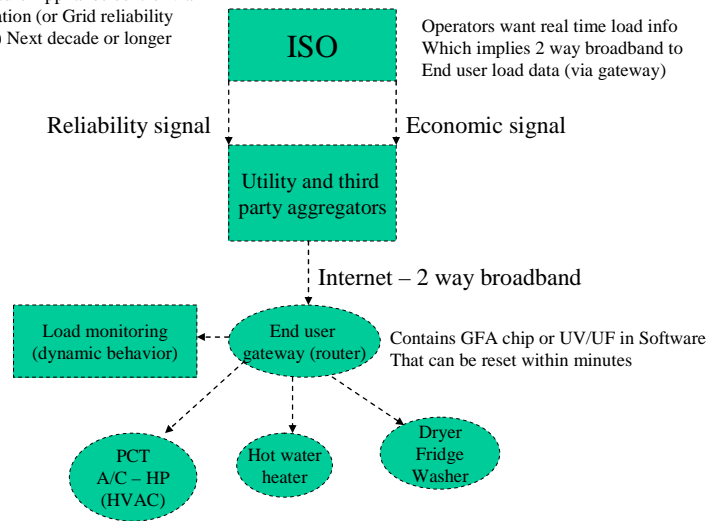 ation (or Grid reliability
) Next decade or longer
ISO
Operators want real time load info
Which implies 2 way broadband to
End user load data (via gateway)
Reliability signal
Economic signal
Utility and third
party aggregators
Internet – 2 way broadband
Load monitoring
(dynamic behavior)
End user
gateway (router)
Contains GFA chip or UV/UF in Software
That can be reset within minutes
PCT
A/C – HP
(HVAC)
Hot water
heater
Dryer
Fridge
Washer